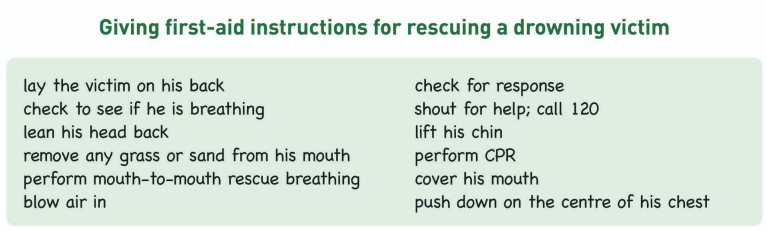 Giving first-aid instructions for rescuing a drowning victim
lay the victim on his back
check to see if he is breathing
lean his head back
remove any grass or sand from his mouth
perform mouth-to-mouth rescue breathing
blow air in
check for response
shout for help; call 120
lift his chin
perform CPR
cover his mouth
push down on the centre of his chest